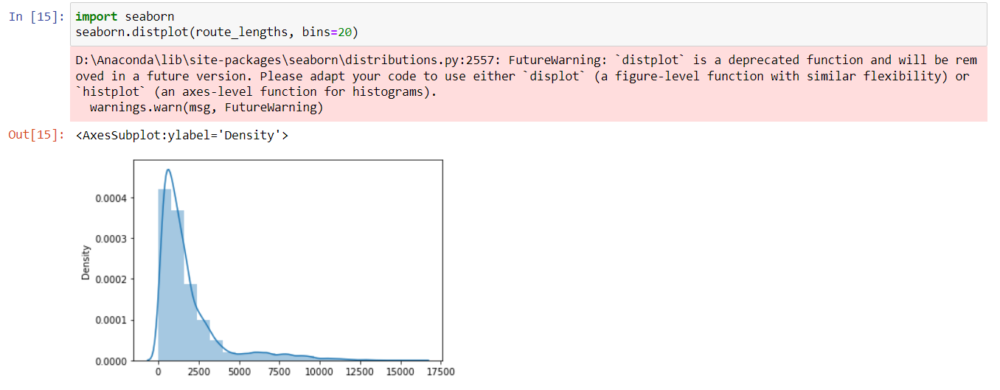 In [15]: import seaborn
seaborn.distplot(route_lengths, bins=20)
D:\Anaconda\lib\site-packages\seaborn\distributions.py:2557: FutureWarning: `distplot` is a deprecated function and will be rem
oved in a future version. Please adapt your code to use either `displot` (a figure-level function with similar flexibility) or
`histplot` (an axes-level function for histograms).
  warnings.warn(msg, FutureWarning)
Out[15]: <AxesSubplot:ylabel='Density'>
0.0004
0.0003
Density
0.0002
0.0001
0.0000
0 2500 5000 7500 10000 12500 15000 17500